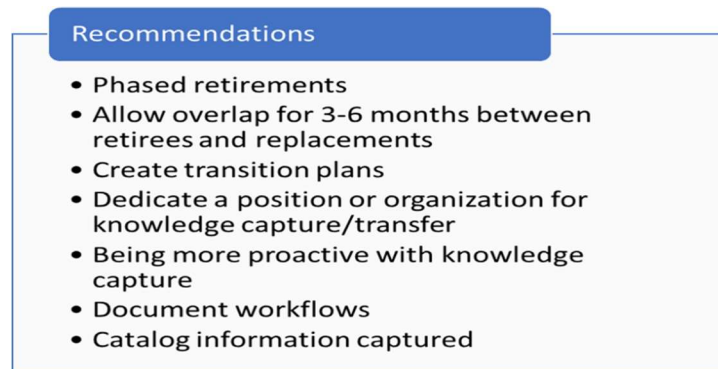 Recommendations
• Phased retirements
• Allow overlap for 3-6 months between
retirees and replacements
• Create transition plans
• Dedicate a position or organization for
knowledge capture/transfer
• Being more proactive with knowledge
capture
• Document workflows
• Catalog information captured